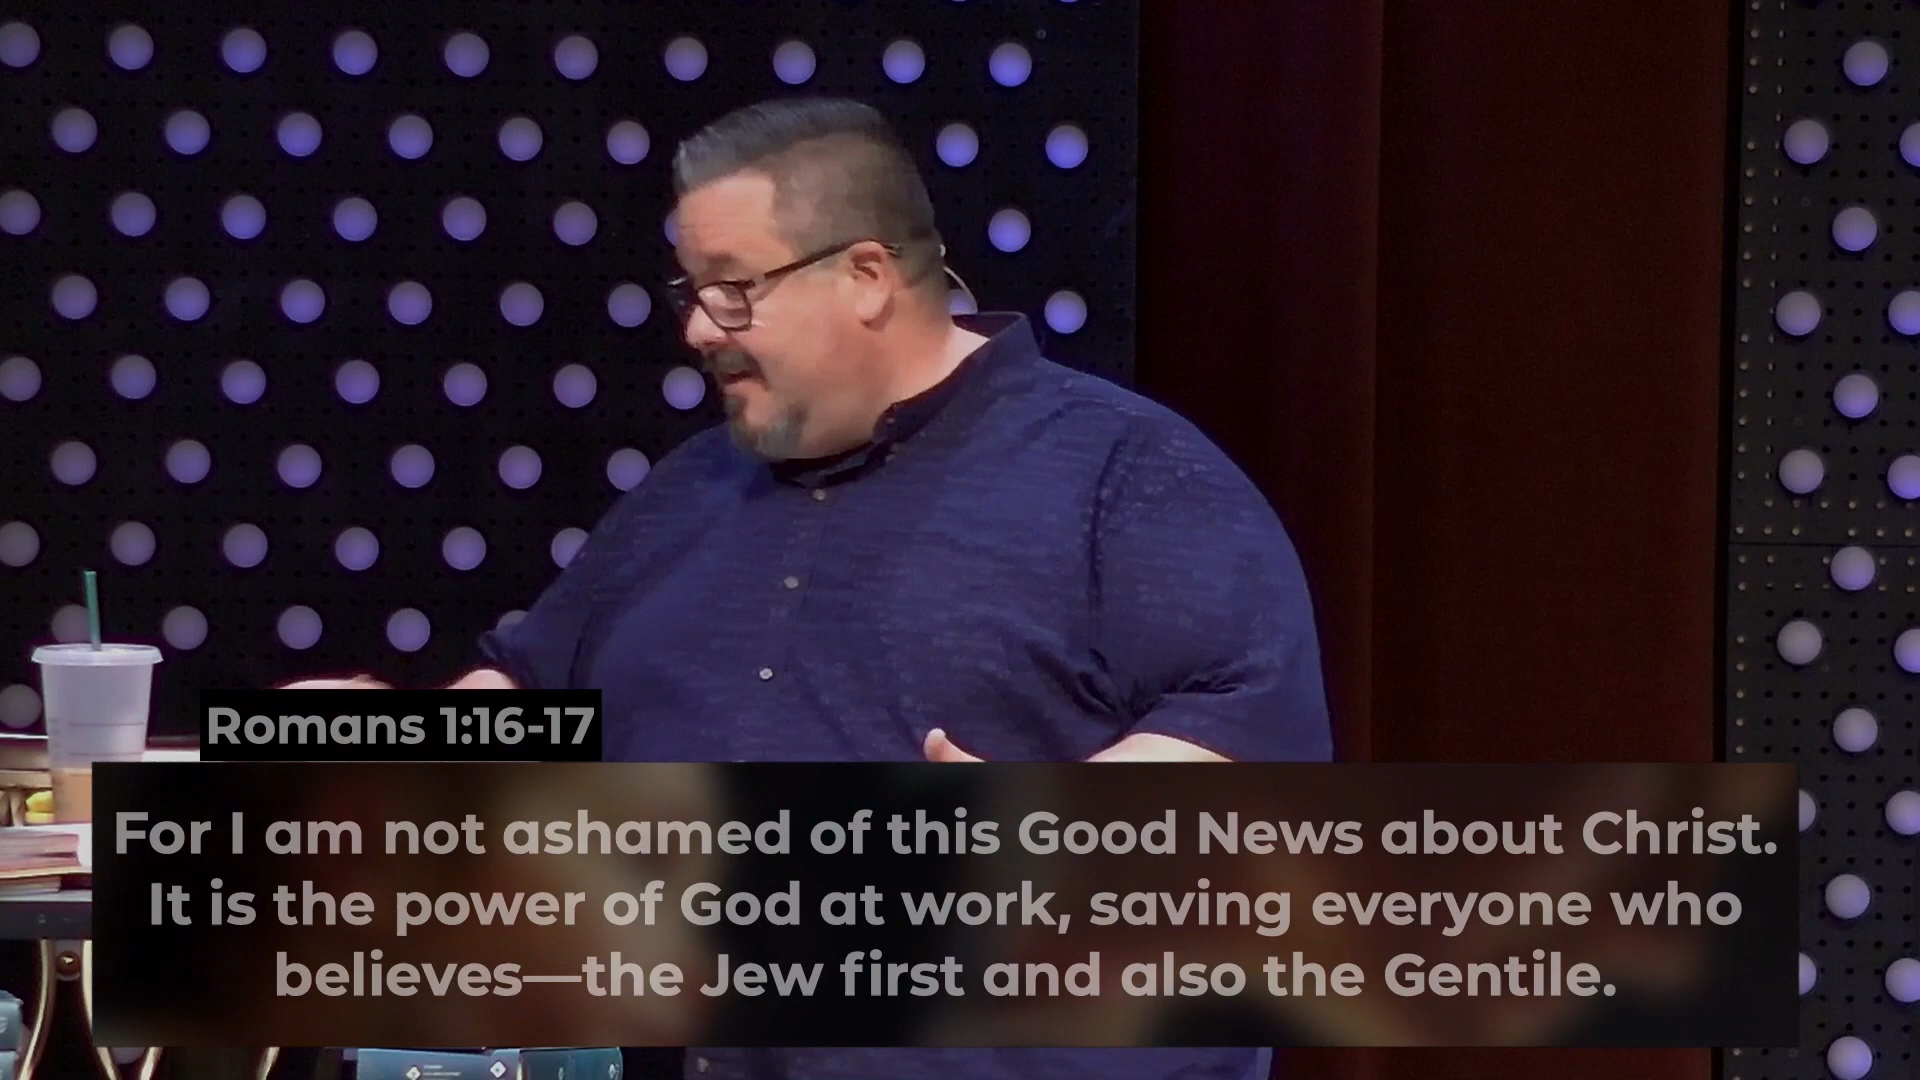 Romans 1:16-17
For I am not ashamed of this Good News about Christ.
It is the power of God at work, saving everyone who
believes—the Jew first and also the Gentile.